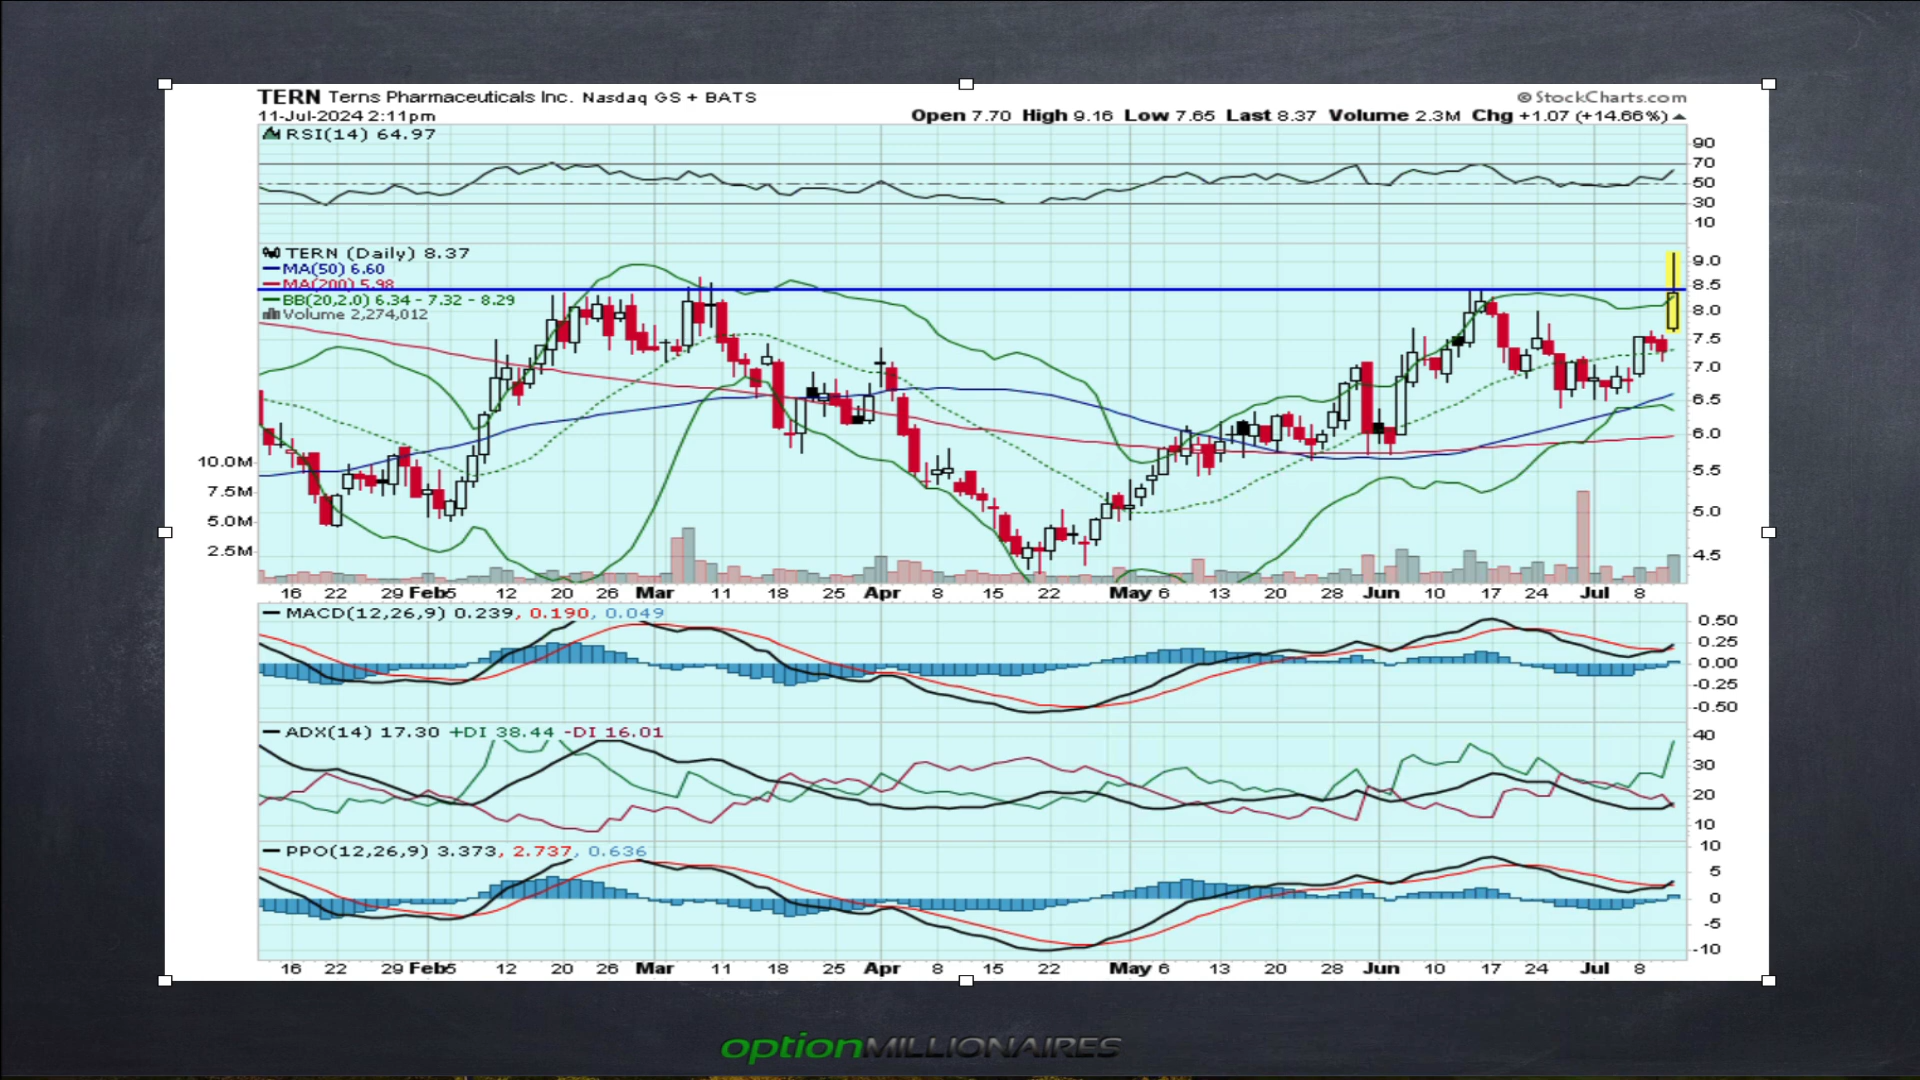 TERN Terns Pharmaceuticals Inc. Nasdaq GS + BATS
© StockCharts.com
11-Jul-2024 2:11pm
Open 7.70 High 9.16 Low 7.65 Last 8.37 Volume 2.3M Chg +1.07 (+14.66%)
RSI(14) 64.97
90
70
50
30
10
TERN (Daily) 8.37
MA(50) 6.60
MA(200) 5.98
BB(20,2.0) 6.34 - 7.32 - 8.29
Volume 2,274,012
9.0
8.5
8.0
7.5
7.0
6.5
6.0
5.5
5.0
4.5
10.0M
7.5M
5.0M
2.5M
16 22 29 Feb 5 12 20 26 Mar 11 18 25 Apr 8 15 22 May 6 13 20 28 Jun 10 17 24 Jul 8
MACD(12,26,9) 0.239, 0.190, 0.049
0.50
0.25
0.00
-0.25
-0.50
ADX(14) 17.30 +DI 38.44 -DI 16.01
40
30
20
10
PPO(12,26,9) 3.373, 2.737, 0.636
10
5
0
-5
-10
16 22 29 Feb 5 12 20 26 Mar 11 18 25 Apr 8 15 22 May 6 13 20 28 Jun 10 17 24 Jul 8
optionMILLIONAIRES